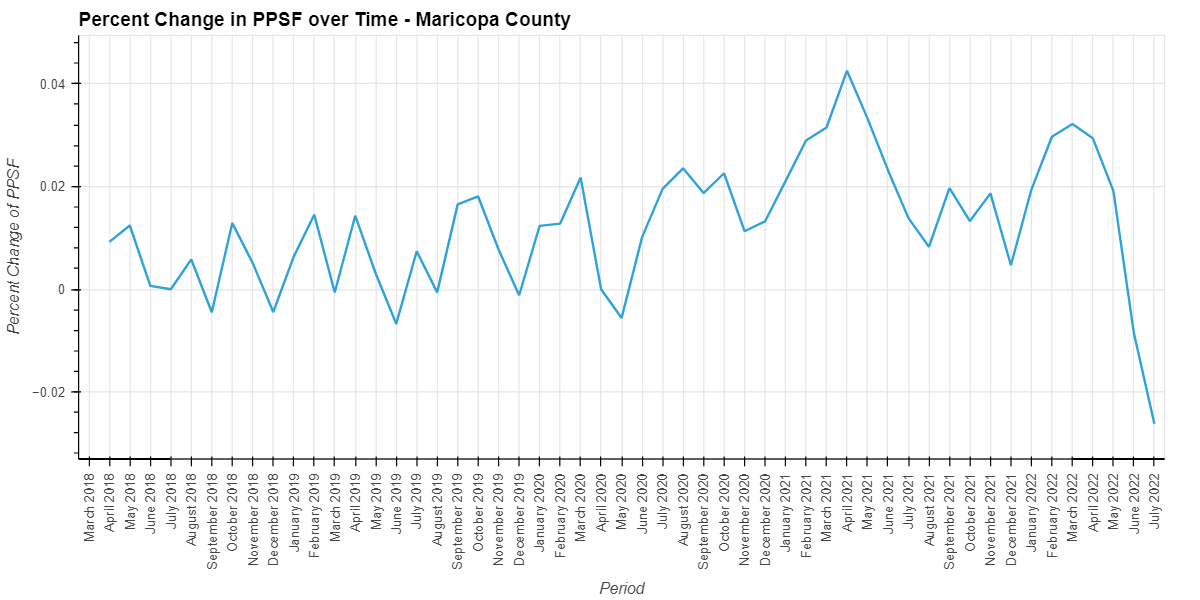 Percent Change in PPSF over Time - Maricopa County
Percent Change of PPSF
0.04
0.02
0
−0.02
March 2018
April 2018
May 2018
June 2018
July 2018
August 2018
September 2018
October 2018
November 2018
December 2018
January 2019
February 2019
March 2019
April 2019
May 2019
June 2019
July 2019
August 2019
September 2019
October 2019
November 2019
December 2019
January 2020
February 2020
March 2020
April 2020
May 2020
June 2020
July 2020
August 2020
September 2020
October 2020
November 2020
December 2020
January 2021
February 2021
March 2021
April 2021
May 2021
June 2021
July 2021
August 2021
September 2021
October 2021
November 2021
December 2021
January 2022
February 2022
March 2022
April 2022
May 2022
June 2022
July 2022
Period